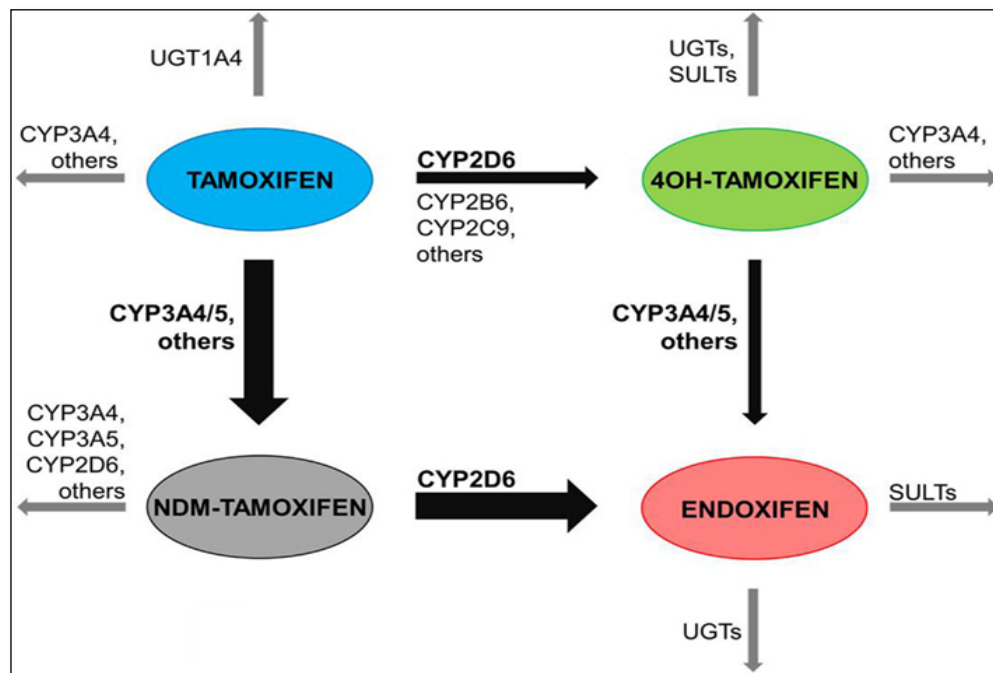 UGT1A4
UGTs,
SULTs
CYP3A4,
others
TAMOXIFEN
CYP2D6
CYP2B6,
CYP2C9,
others
4OH-TAMOXIFEN
CYP3A4,
others
CYP3A4/5,
others
CYP3A4/5,
others
CYP3A4,
CYP3A5,
CYP2D6,
others
NDM-TAMOXIFEN
CYP2D6
ENDOXIFEN
SULTs
UGTs